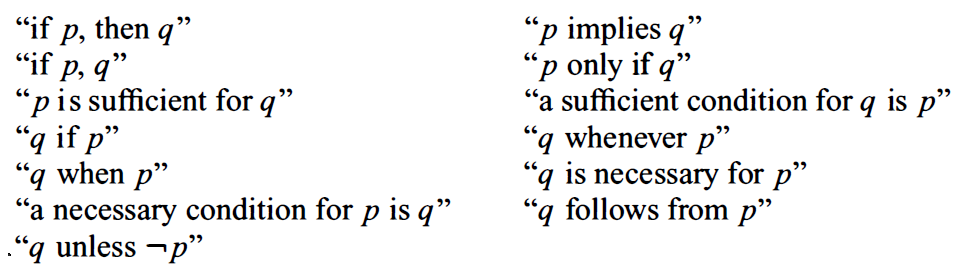 “if p, then q”
“if p, q”
“p is sufficient for q”
“q if p”
“q when p”
“a necessary condition for p is q”
.“q unless ¬p”
“p implies q”
“p only if q”
“a sufficient condition for q is p”
“q whenever p”
“q is necessary for p”
“q follows from p”